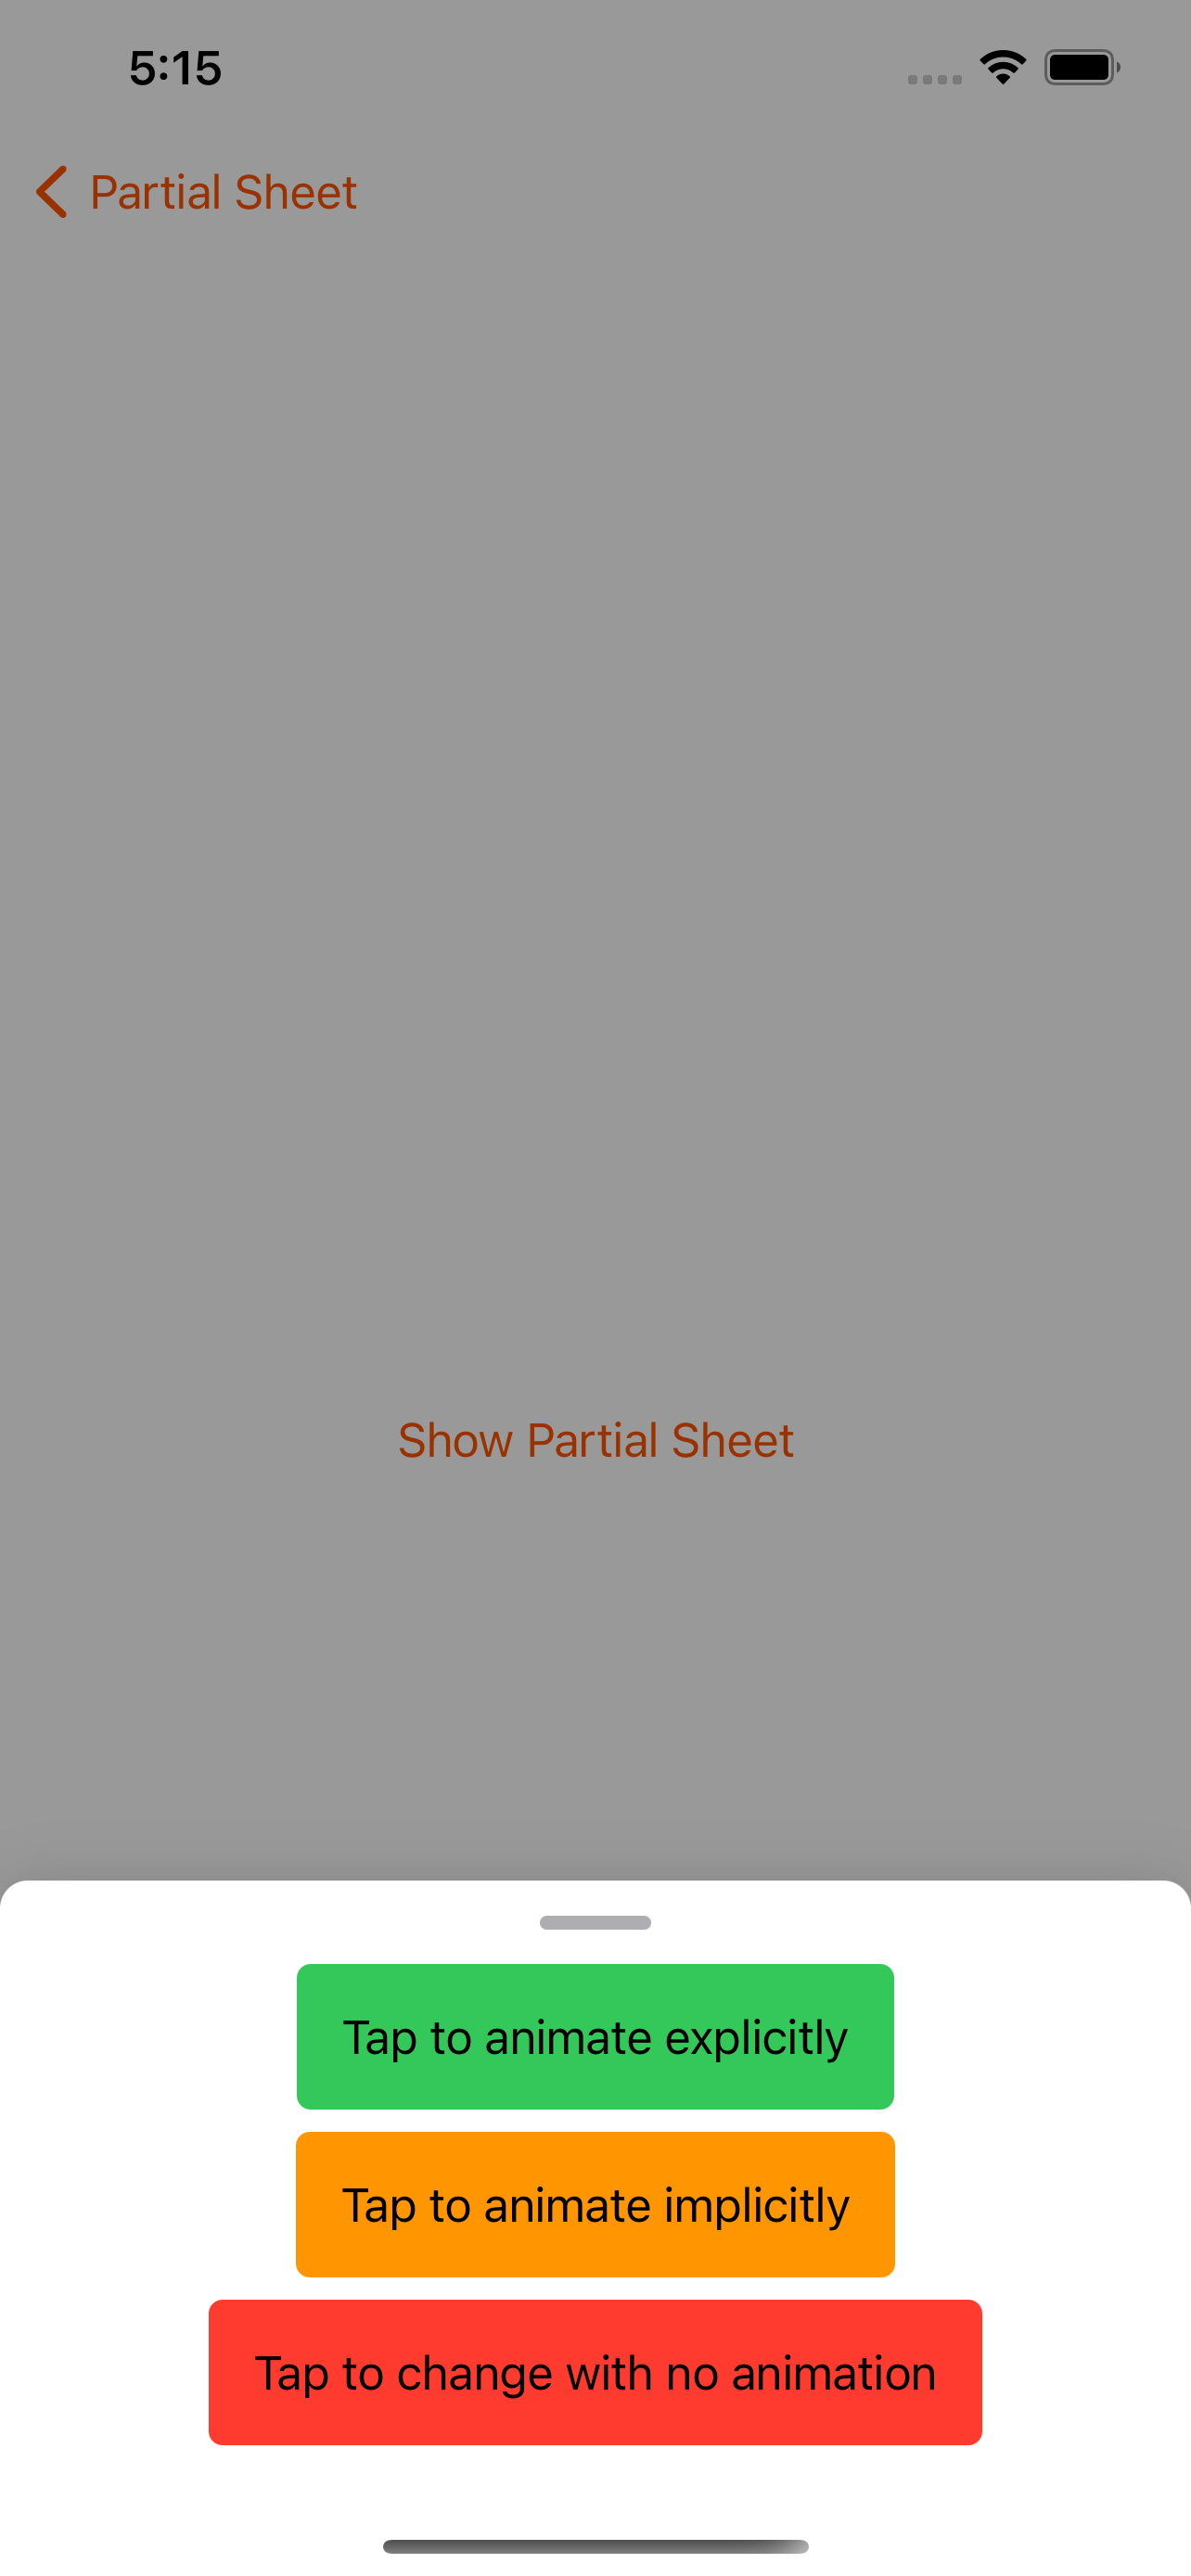 5:15
Partial Sheet
Show Partial Sheet
Tap to animate explicitly
Tap to animate implicitly
Tap to change with no animation